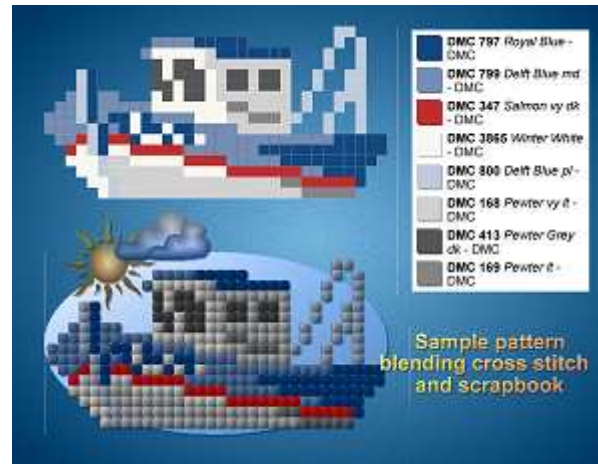 DMC 797 Royal Blue -
DMC
DMC 799 Delft Blue md
- DMC
DMC 347 Salmon vy dk
- DMC
DMC 3865 Winter White
- DMC
DMC 800 Delft Blue pl -
DMC
DMC 168 Pewter vy lt -
DMC
DMC 413 Pewter Grey
dk - DMC
DMC 169 Pewter lt -
DMC
Sample pattern
blending cross stitch
and scrapbook